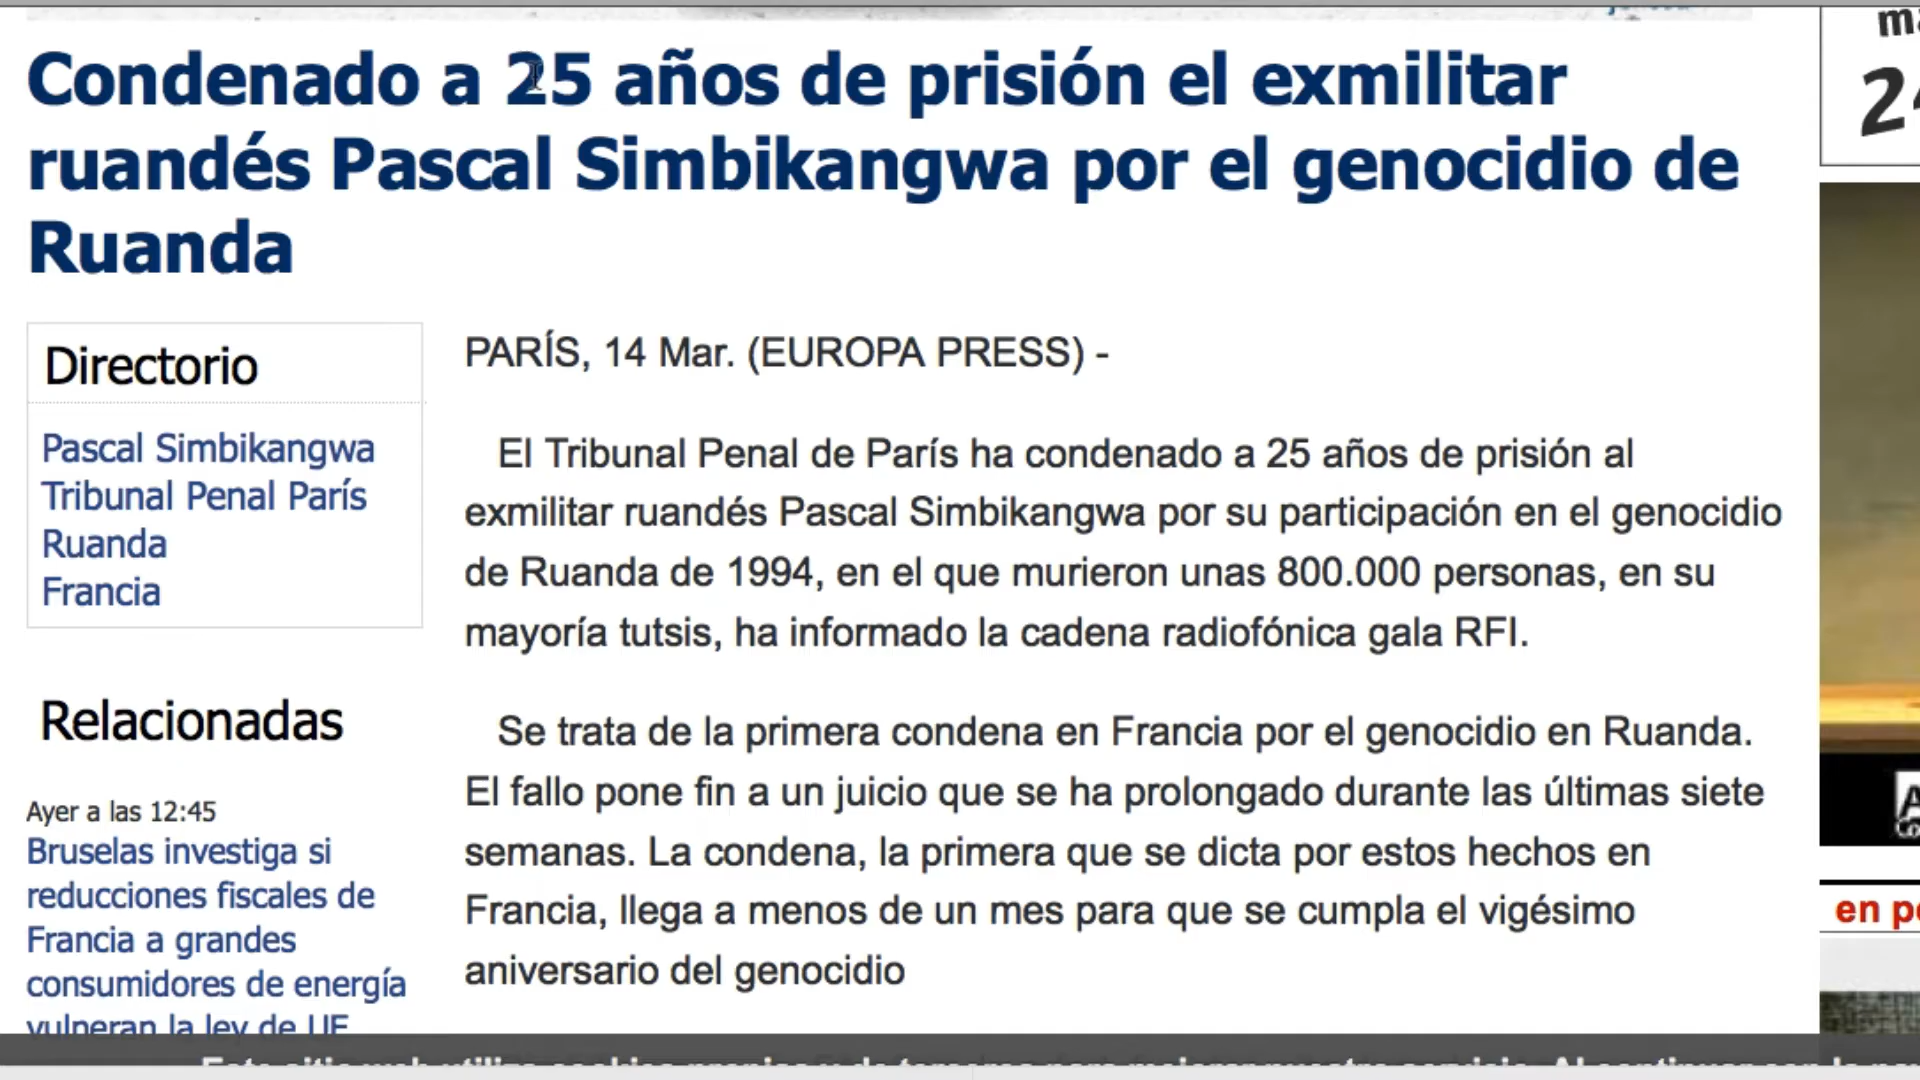 Condenado a 25 años de prisión el exmilitar
ruandés Pascal Simbikangwa por el genocidio de
Ruanda
Directorio
Pascal Simbikangwa
Tribunal Penal París
Ruanda
Francia
Relacionadas
Ayer a las 12:45
Bruselas investiga si
reducciones fiscales de
Francia a grandes
consumidores de energía
vulneran la ley de UE
PARÍS, 14 Mar. (EUROPA PRESS) -
El Tribunal Penal de París ha condenado a 25 años de prisión al
exmilitar ruandés Pascal Simbikangwa por su participación en el genocidio
de Ruanda de 1994, en el que murieron unas 800.000 personas, en su
mayoría tutsis, ha informado la cadena radiofónica gala RFI.
Se trata de la primera condena en Francia por el genocidio en Ruanda.
El fallo pone fin a un juicio que se ha prolongado durante las últimas siete
semanas. La condena, la primera que se dicta por estos hechos en
Francia, llega a menos de un mes para que se cumpla el vigésimo
aniversario del genocidio
en